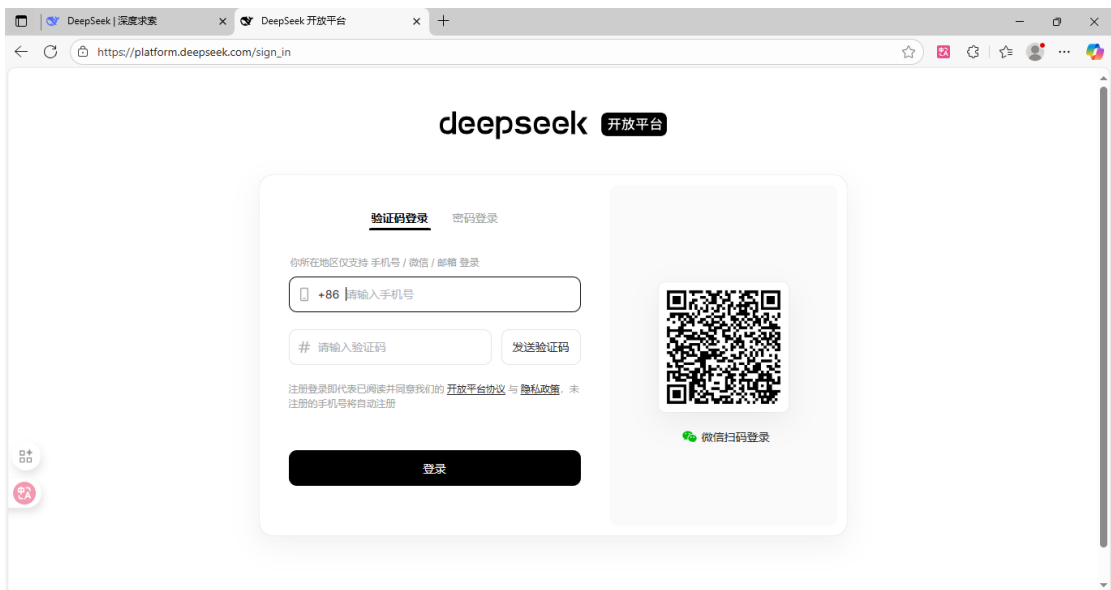 DeepSeek | 深度求索
DeepSeek 开放平台
https://platform.deepseek.com/sign_in
deepseek 开放平台
验证码登录 密码登录
你所在地区仅支持 手机号 / 微信 / 邮箱 登录
+86 请输入手机号
# 请输入验证码 发送验证码
注册登录即代表已阅读并同意我们的 开放平台协议 与 隐私政策，未
注册的手机号将自动注册
微信扫码登录
登录